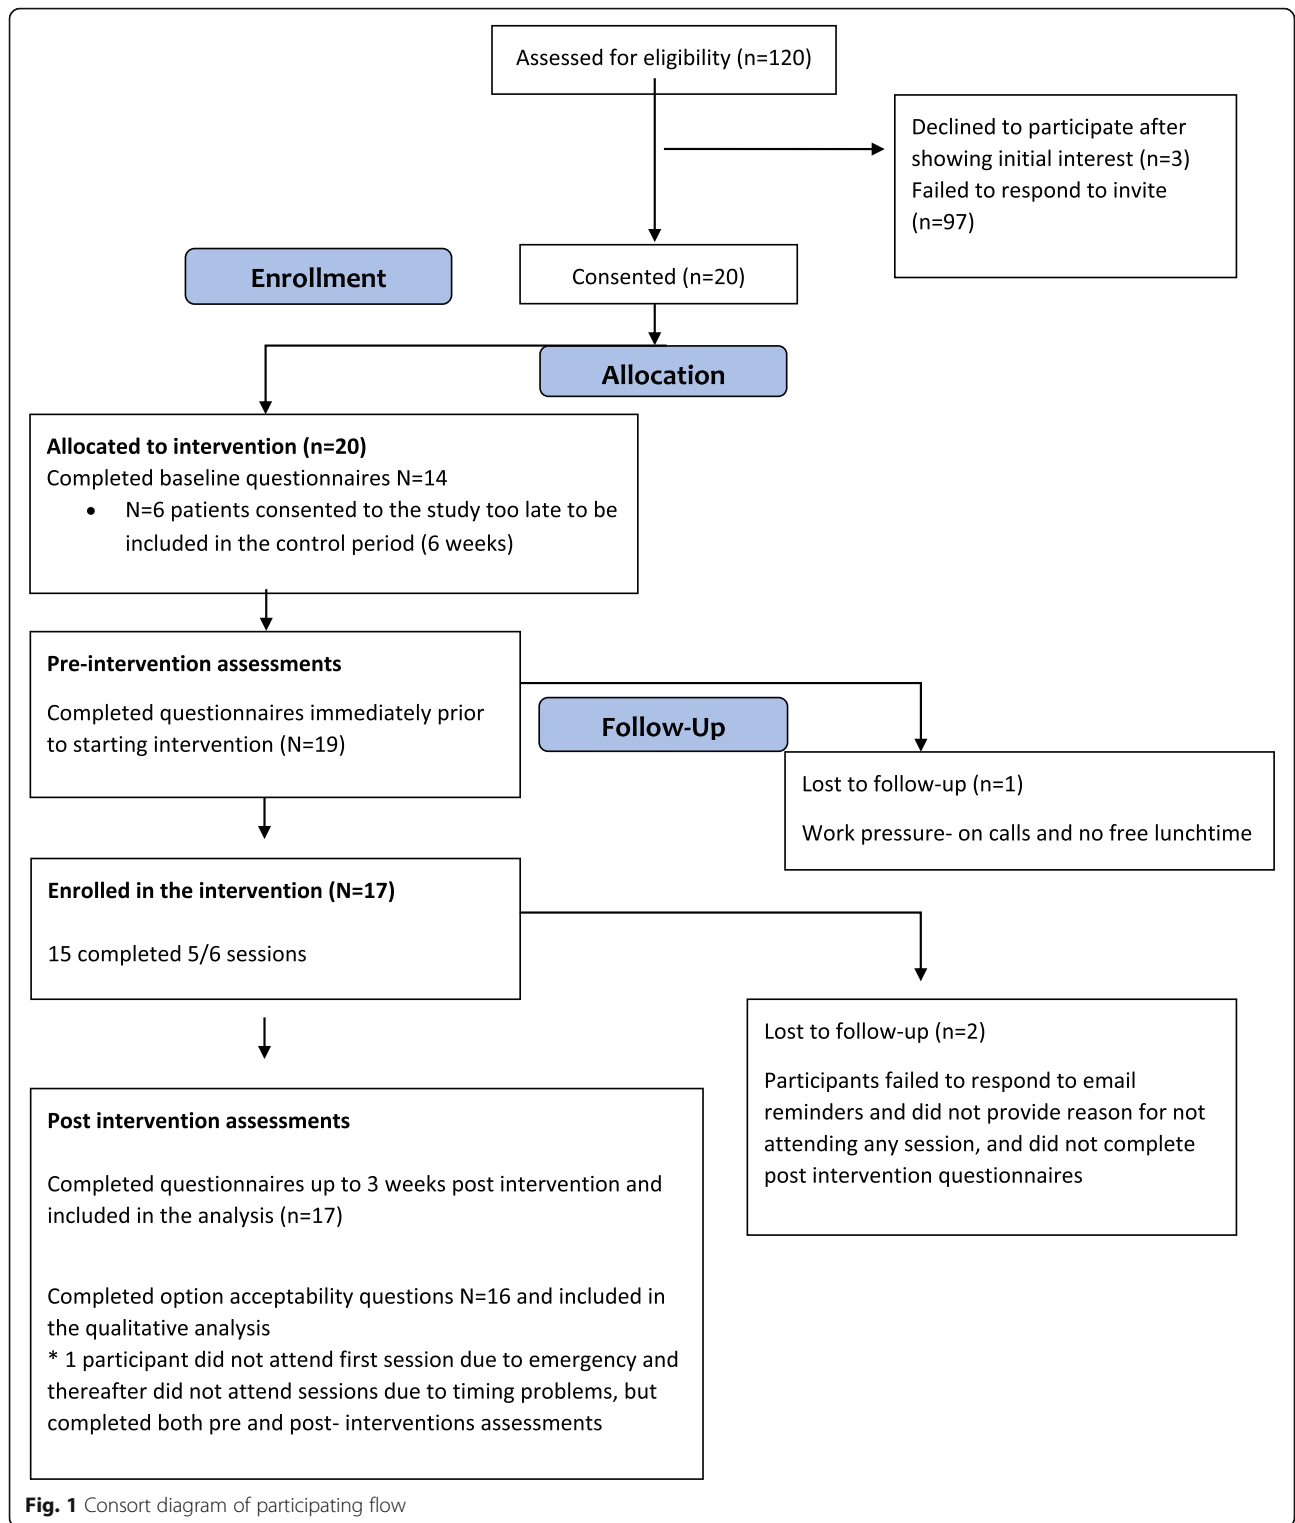 Assessed for eligibility (n=120)
Declined to participate after
showing initial interest (n=3)
Failed to respond to invite
(n=97)
Enrollment
Consented (n=20)
Allocation
Allocated to intervention (n=20)
Completed baseline questionnaires N=14
• N=6 patients consented to the study too late to be
included in the control period (6 weeks)
Pre-intervention assessments
Completed questionnaires immediately prior
to starting intervention (N=19)
Follow-Up
Lost to follow-up (n=1)
Work pressure- on calls and no free lunchtime
Enrolled in the intervention (N=17)
15 completed 5/6 sessions
Lost to follow-up (n=2)
Participants failed to respond to email
reminders and did not provide reason for not
attending any session, and did not complete
post intervention questionnaires
Post intervention assessments
Completed questionnaires up to 3 weeks post intervention and
included in the analysis (n=17)
Completed option acceptability questions N=16 and included in
the qualitative analysis
* 1 participant did not attend first session due to emergency and
thereafter did not attend sessions due to timing problems, but
completed both pre and post- interventions assessments
Fig. 1 Consort diagram of participating flow